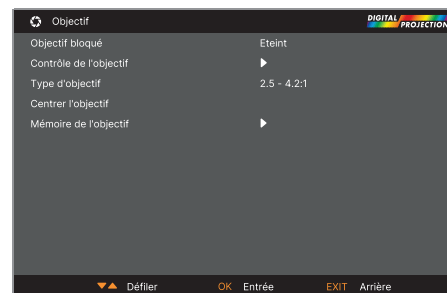 Objectif
DIGITAL PROJECTION
Objectif bloqué Eteint
Contrôle de l'objectif
Type d'objectif 2.5 - 4.2:1
Centrer l'objectif
Mémoire de l'objectif
Défiler OK Entrée EXIT Arrière